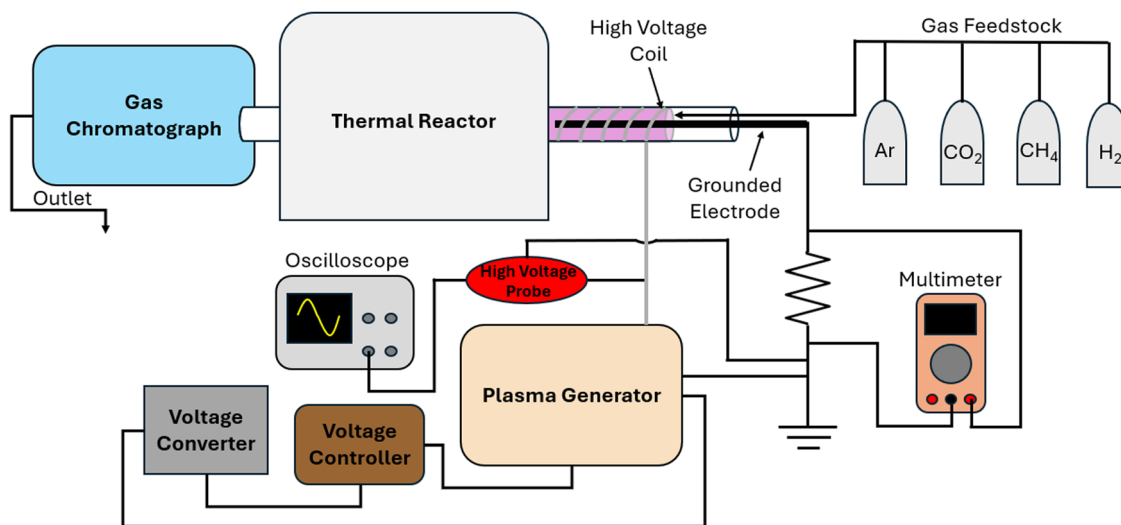 High Voltage
Coil
Gas Feedstock
Gas
Chromatograph
Thermal Reactor
Ar
CO₂
CH₄
H₂
Outlet
Grounded
Electrode
Oscilloscope
High Voltage
Probe
Multimeter
Plasma Generator
Voltage
Converter
Voltage
Controller